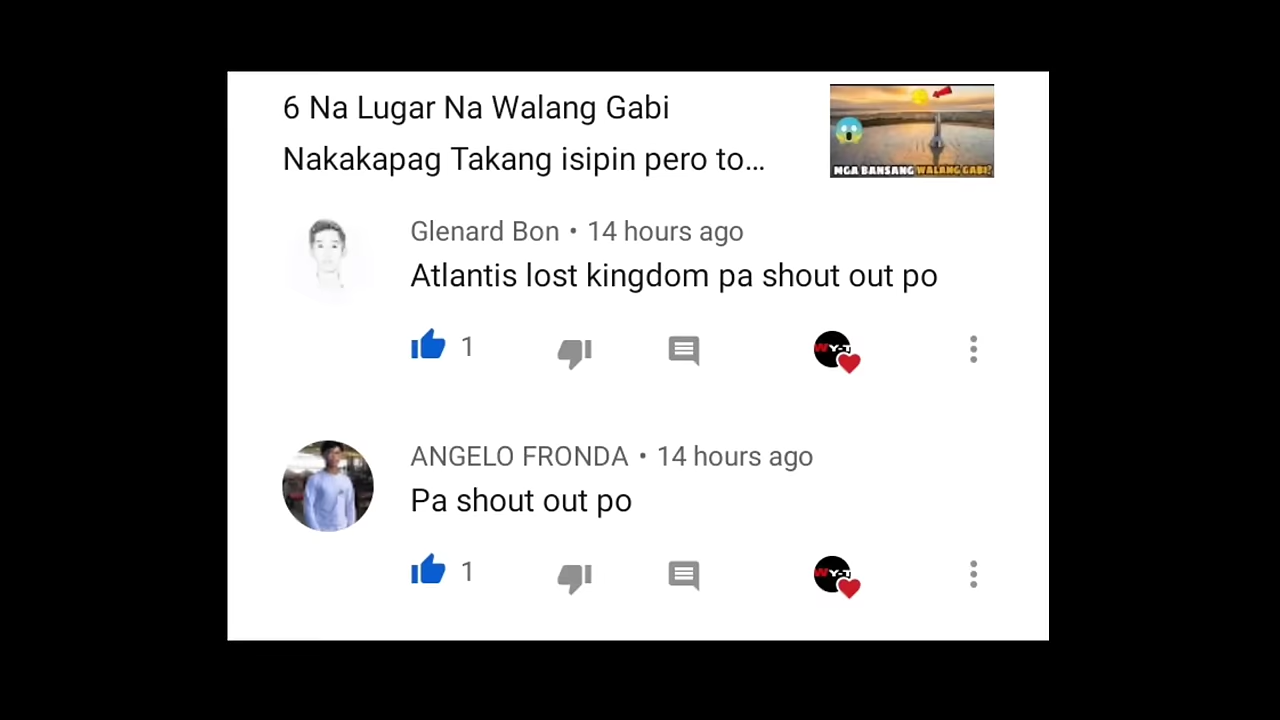 6 Na Lugar Na Walang Gabi
Nakakapag Takang isipin pero to...
MGA BANSANG WALANG GABI?
Glenard Bon • 14 hours ago
Atlantis lost kingdom pa shout out po
1
WY-T
ANGELO FRONDA • 14 hours ago
Pa shout out po
1
WY-T